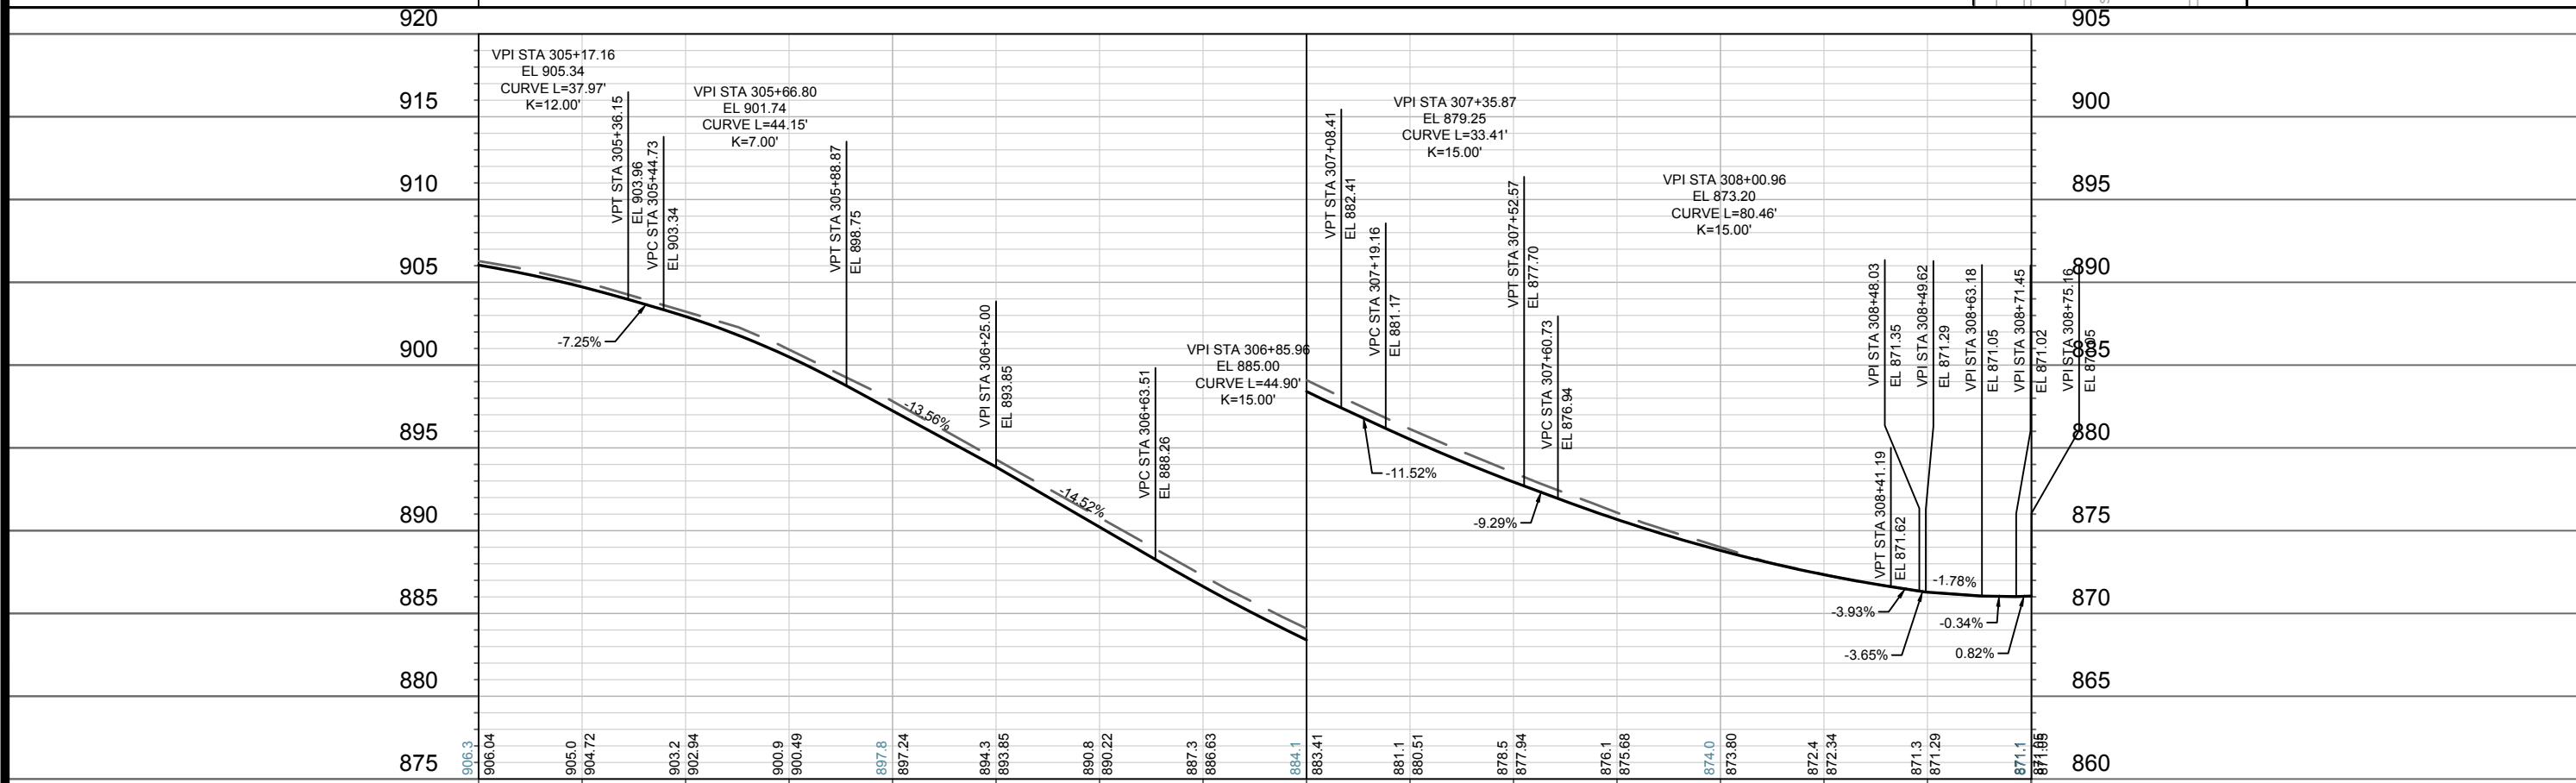 920
915
910
905
900
895
890
885
880
875
VPI STA 305+17.16
EL 905.34
CURVE L=37.97'
K=12.00'
VPT STA 305+36.15
EL 903.96
VPC STA 305+44.73
EL 903.34
VPI STA 305+66.80
EL 901.74
CURVE L=44.15'
K=7.00'
VPT STA 305+88.87
EL 898.75
-7.25%
-13.56%
VPI STA 306+25.00
EL 893.85
-14.52%
VPC STA 306+63.51
EL 888.26
VPI STA 306+85.96
EL 885.00
CURVE L=44.90'
K=15.00'
VPT STA 307+08.41
EL 882.41
VPC STA 307+19.16
EL 881.17
-11.52%
VPI STA 307+35.87
EL 879.25
CURVE L=33.41'
K=15.00'
VPT STA 307+52.57
EL 877.70
VPC STA 307+60.73
EL 876.94
-9.29%
VPI STA 308+00.96
EL 873.20
CURVE L=80.46'
K=15.00'
VPT STA 308+41.19
EL 871.62
VPI STA 308+48.03
EL 871.35
VPI STA 308+49.62
EL 871.29
VPI STA 308+63.18
EL 871.05
VPI STA 308+71.45
EL 871.02
VPI STA 308+75.16
-3.93%
-3.65%
-1.78%
-0.34%
0.82%
905
900
895
890
885
880
875
870
865
860
906.3
906.04
905.0
904.72
903.2
902.94
900.9
900.49
897.8
897.24
894.3
893.85
890.8
890.22
887.3
886.63
884.1
883.41
881.1
880.51
878.5
877.94
876.1
875.68
874.0
873.80
872.4
872.34
871.3
871.29
871.1